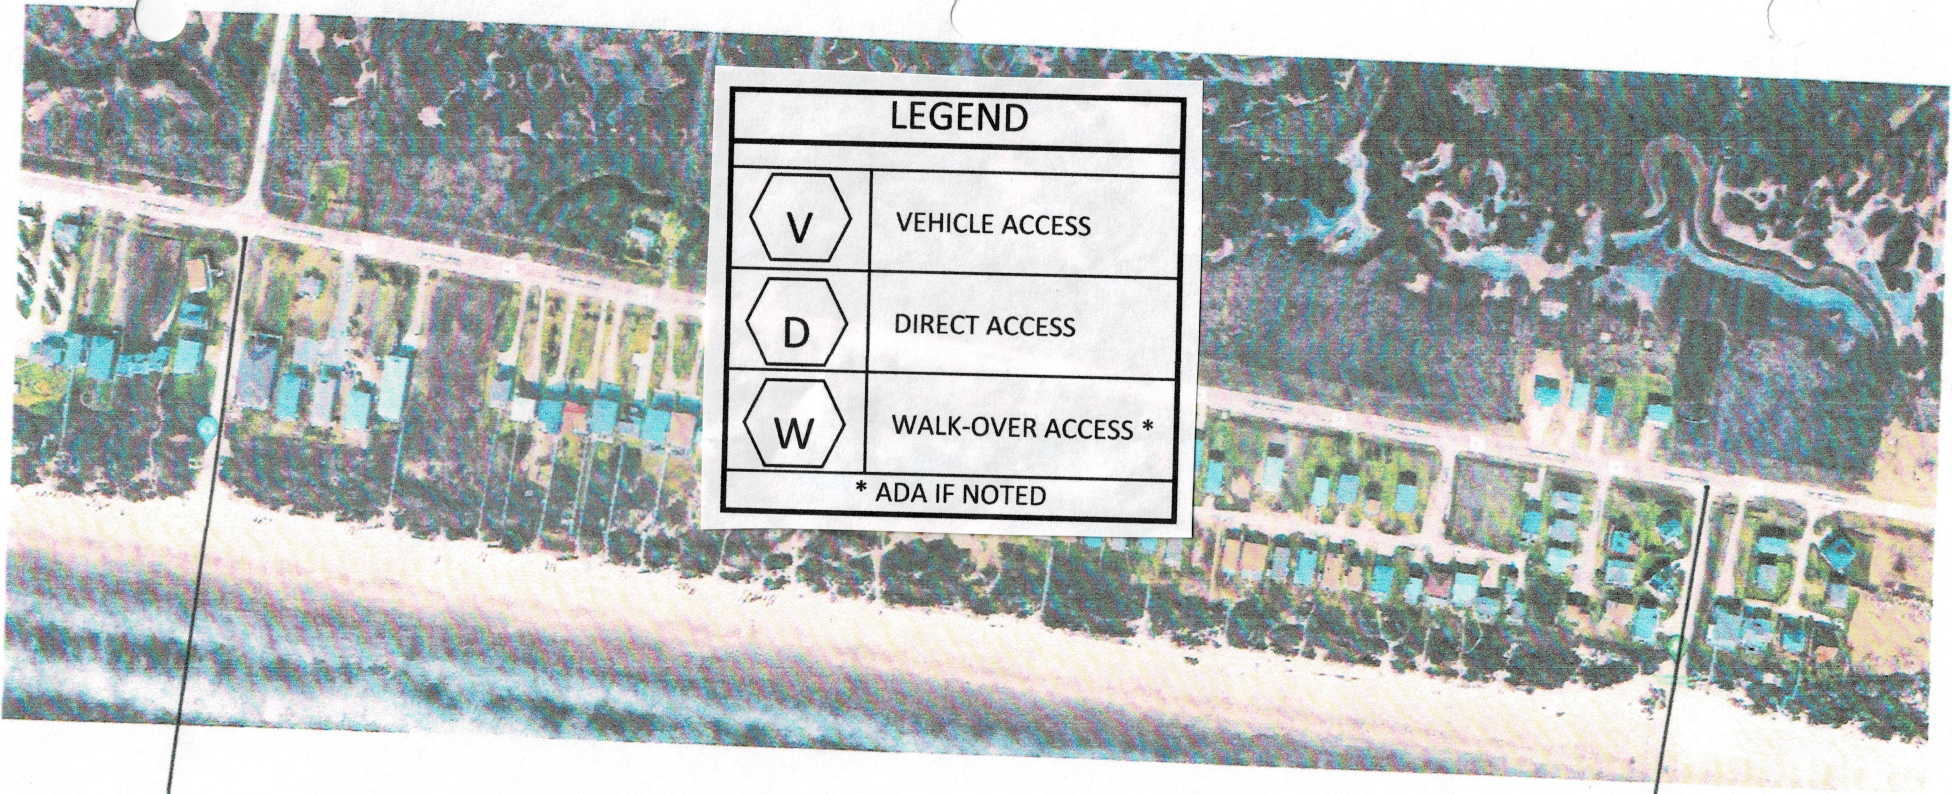 LEGEND
V VEHICLE ACCESS
D DIRECT ACCESS
W WALK-OVER ACCESS *
* ADA IF NOTED